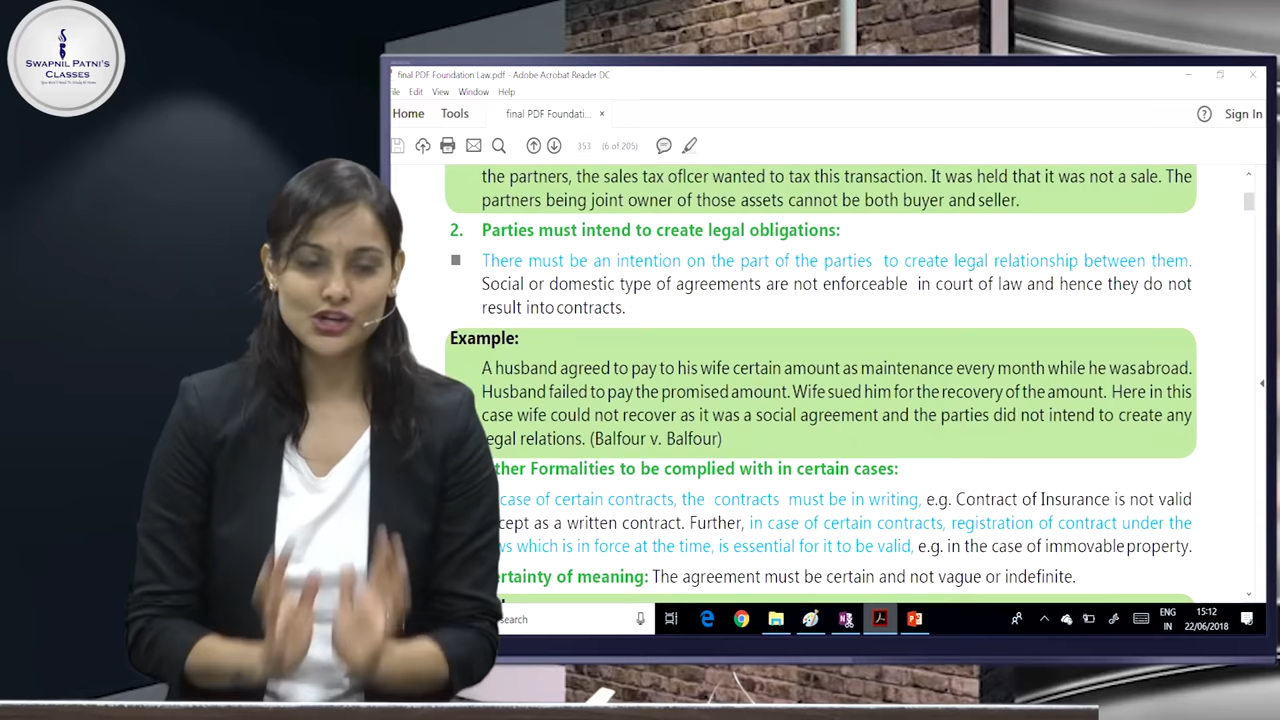 SWAPNIL PATNI'S
CLASSES
final PDF Foundation Law.pdf - Adobe Acrobat Reader DC
ile Edit View Window Help
Home Tools final PDF Foundati... × ? Sign In
353 (6 of 205)
the partners, the sales tax oflcer wanted to tax this transaction. It was held that it was not a sale. The
partners being joint owner of those assets cannot be both buyer and seller.
2. Parties must intend to create legal obligations:
■ There must be an intention on the part of the parties to create legal relationship between them.
Social or domestic type of agreements are not enforceable in court of law and hence they do not
result into contracts.
Example:
A husband agreed to pay to his wife certain amount as maintenance every month while he wasabroad.
Husband failed to pay the promised amount. Wife sued him for the recovery of the amount. Here in this
case wife could not recover as it was a social agreement and the parties did not intend to create any
egal relations. (Balfour v. Balfour)
ther Formalities to be complied with in certain cases:
case of certain contracts, the contracts must be in writing, e.g. Contract of Insurance is not valid
cept as a written contract. Further, in case of certain contracts, registration of contract under the
ws which is in force at the time, is essential for it to be valid, e.g. in the case of immovable property.
ertainty of meaning: The agreement must be certain and not vague or indefinite.
search
ENG 15:12
IN 22/06/2018